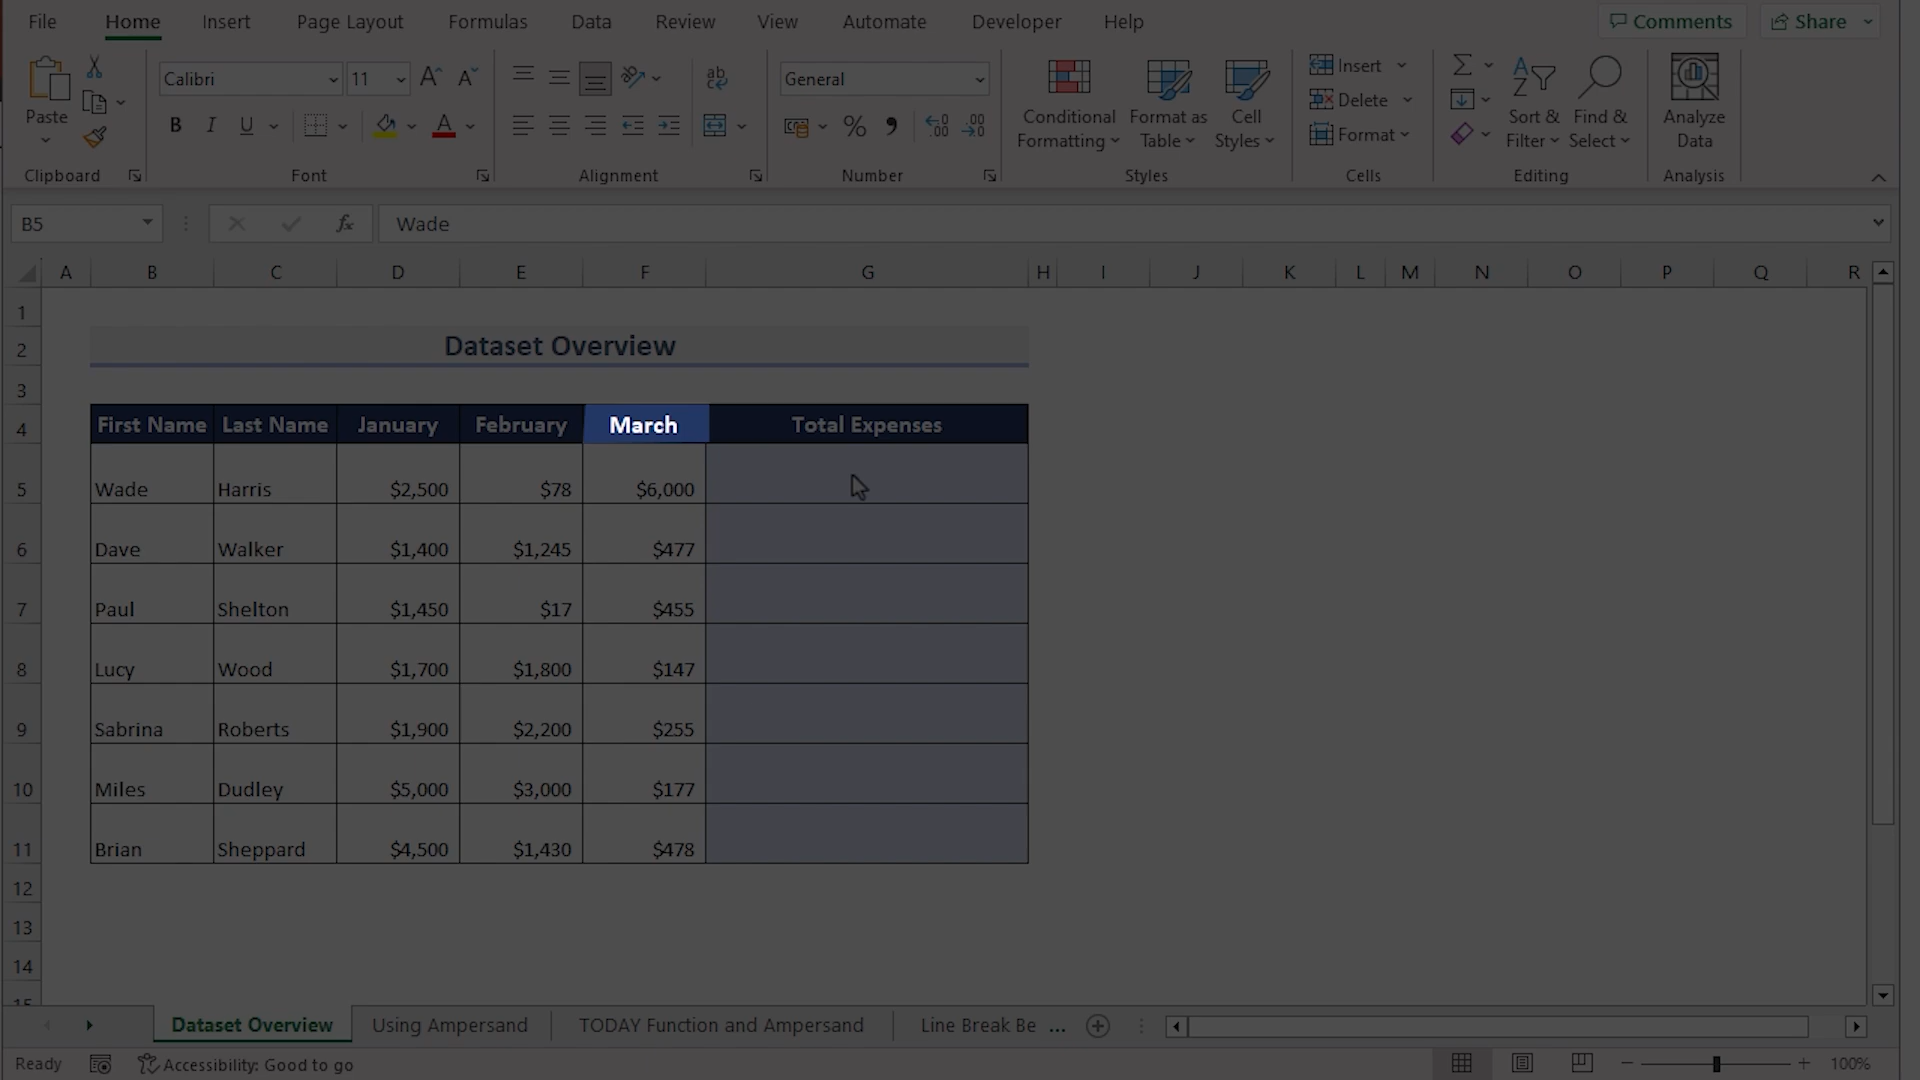 File Home Insert Page Layout Formulas Data Review View Automate Developer Help Comments Share
Calibri 11 General Insert
Paste Conditional Format as Cell Delete Sort & Find & Analyze
B I U A % Formatting Table Styles Format Filter Select Data
Clipboard Font Alignment Number Styles Cells Editing Analysis
B5 fx Wade
A B C D E F G H I J K L M N O P Q R
1
2 Dataset Overview
3
4 First Name Last Name January February March Total Expenses
5 Wade Harris $2,500 $78 $6,000
6 Dave Walker $1,400 $1,245 $477
7 Paul Shelton $1,450 $17 $455
8 Lucy Wood $1,700 $1,800 $147
9 Sabrina Roberts $1,900 $2,200 $255
10 Miles Dudley $5,000 $3,000 $177
11 Brian Sheppard $4,500 $1,430 $478
12
13
14
15
Dataset Overview Using Ampersand TODAY Function and Ampersand Line Break Be ...
Ready Accessibility: Good to go 100%